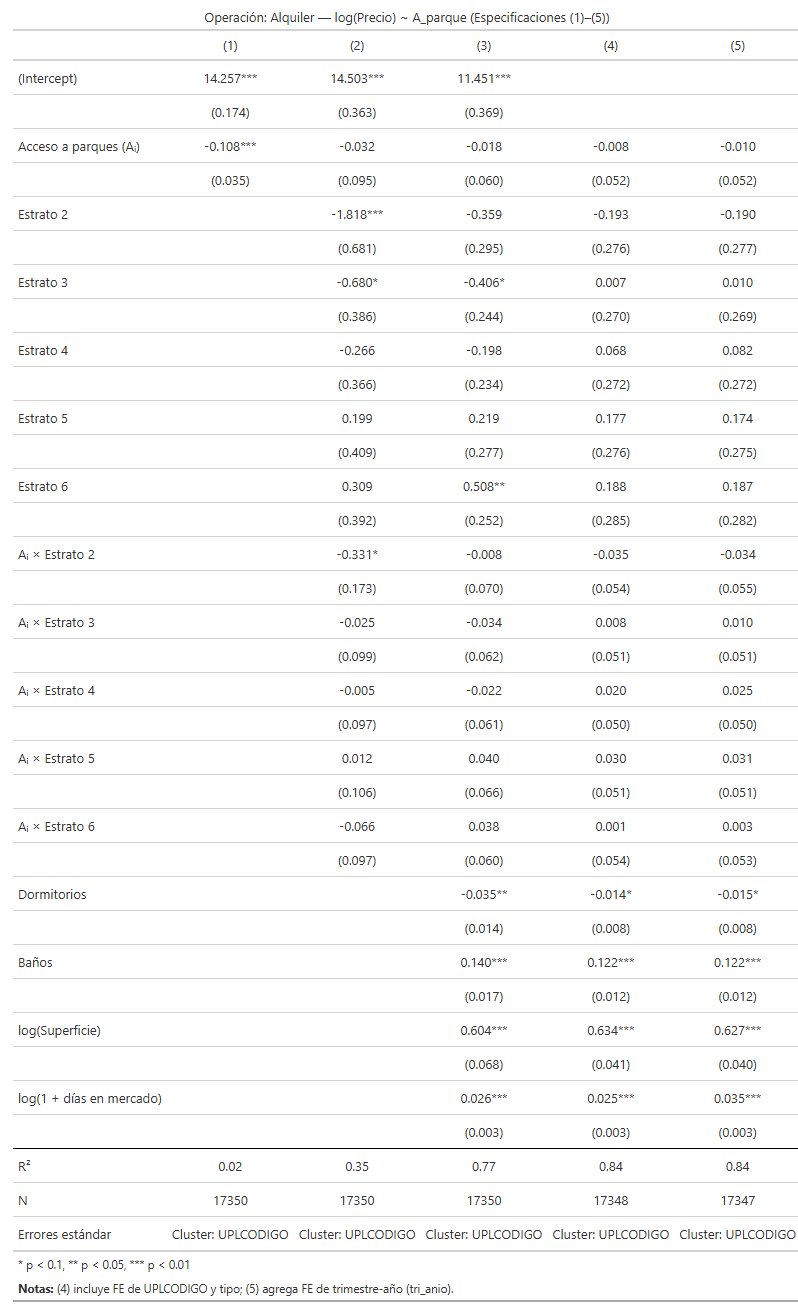 Operación: Alquiler — log(Precio) ~ A_parque (Especificaciones (1)–(5))
(1) (2) (3) (4) (5)
(Intercept) 14.257*** 14.503*** 11.451***
(0.174) (0.363) (0.369)
Acceso a parques (Aᵢ) -0.108*** -0.032 -0.018 -0.008 -0.010
(0.035) (0.095) (0.060) (0.052) (0.052)
Estrato 2 -1.818*** -0.359 -0.193 -0.190
(0.681) (0.295) (0.276) (0.277)
Estrato 3 -0.680* -0.406* 0.007 0.010
(0.386) (0.244) (0.270) (0.269)
Estrato 4 -0.266 -0.198 0.068 0.082
(0.366) (0.234) (0.272) (0.272)
Estrato 5 0.199 0.219 0.177 0.174
(0.409) (0.277) (0.276) (0.275)
Estrato 6 0.309 0.508** 0.188 0.187
(0.392) (0.252) (0.285) (0.282)
Aᵢ × Estrato 2 -0.331* -0.008 -0.035 -0.034
(0.173) (0.070) (0.054) (0.055)
Aᵢ × Estrato 3 -0.025 -0.034 0.008 0.010
(0.099) (0.062) (0.051) (0.051)
Aᵢ × Estrato 4 -0.005 -0.022 0.020 0.025
(0.097) (0.061) (0.050) (0.050)
Aᵢ × Estrato 5 0.012 0.040 0.030 0.031
(0.106) (0.066) (0.051) (0.051)
Aᵢ × Estrato 6 -0.066 0.038 0.001 0.003
(0.097) (0.060) (0.054) (0.053)
Dormitorios -0.035** -0.014* -0.015*
(0.014) (0.008) (0.008)
Baños 0.140*** 0.122*** 0.122***
(0.017) (0.012) (0.012)
log(Superficie) 0.604*** 0.634*** 0.627***
(0.068) (0.041) (0.040)
log(1 + días en mercado) 0.026*** 0.025*** 0.035***
(0.003) (0.003) (0.003)
R² 0.02 0.35 0.77 0.84 0.84
N 17350 17350 17350 17348 17347
Errores estándar Cluster: UPLCODIGO Cluster: UPLCODIGO Cluster: UPLCODIGO Cluster: UPLCODIGO Cluster: UPLCODIGO
* p < 0.1, ** p < 0.05, *** p < 0.01
Notas: (4) incluye FE de UPLCODIGO y tipo; (5) agrega FE de trimestre-año (tri_anio).